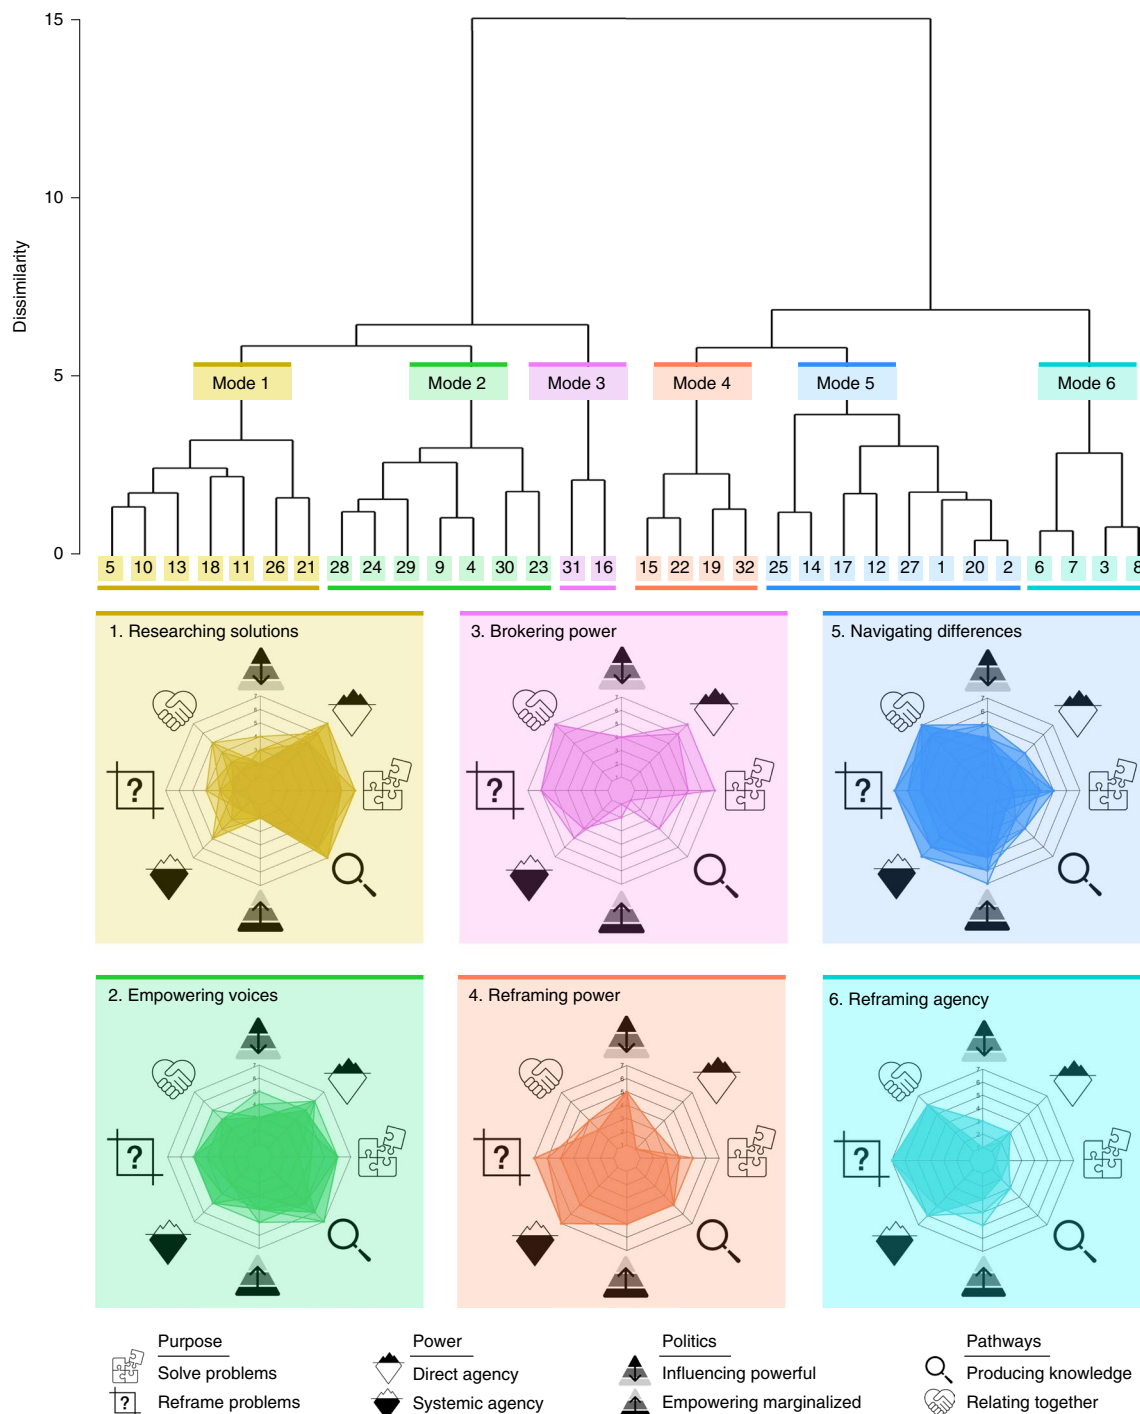 15
10
5
0
Dissimilarity
Mode 1 Mode 2 Mode 3 Mode 4 Mode 5 Mode 6
5 10 13 18 11 26 21 28 24 29 9 4 30 23 31 16 15 22 19 32 25 14 17 12 27 1 20 2 6 7 3 8
1. Researching solutions
3. Brokering power
5. Navigating differences
?
?
?
2. Empowering voices
4. Reframing power
6. Reframing agency
?
?
?
Purpose Power Politics Pathways
Solve problems Direct agency Influencing powerful Producing knowledge
? Reframe problems Systemic agency Empowering marginalized Relating together